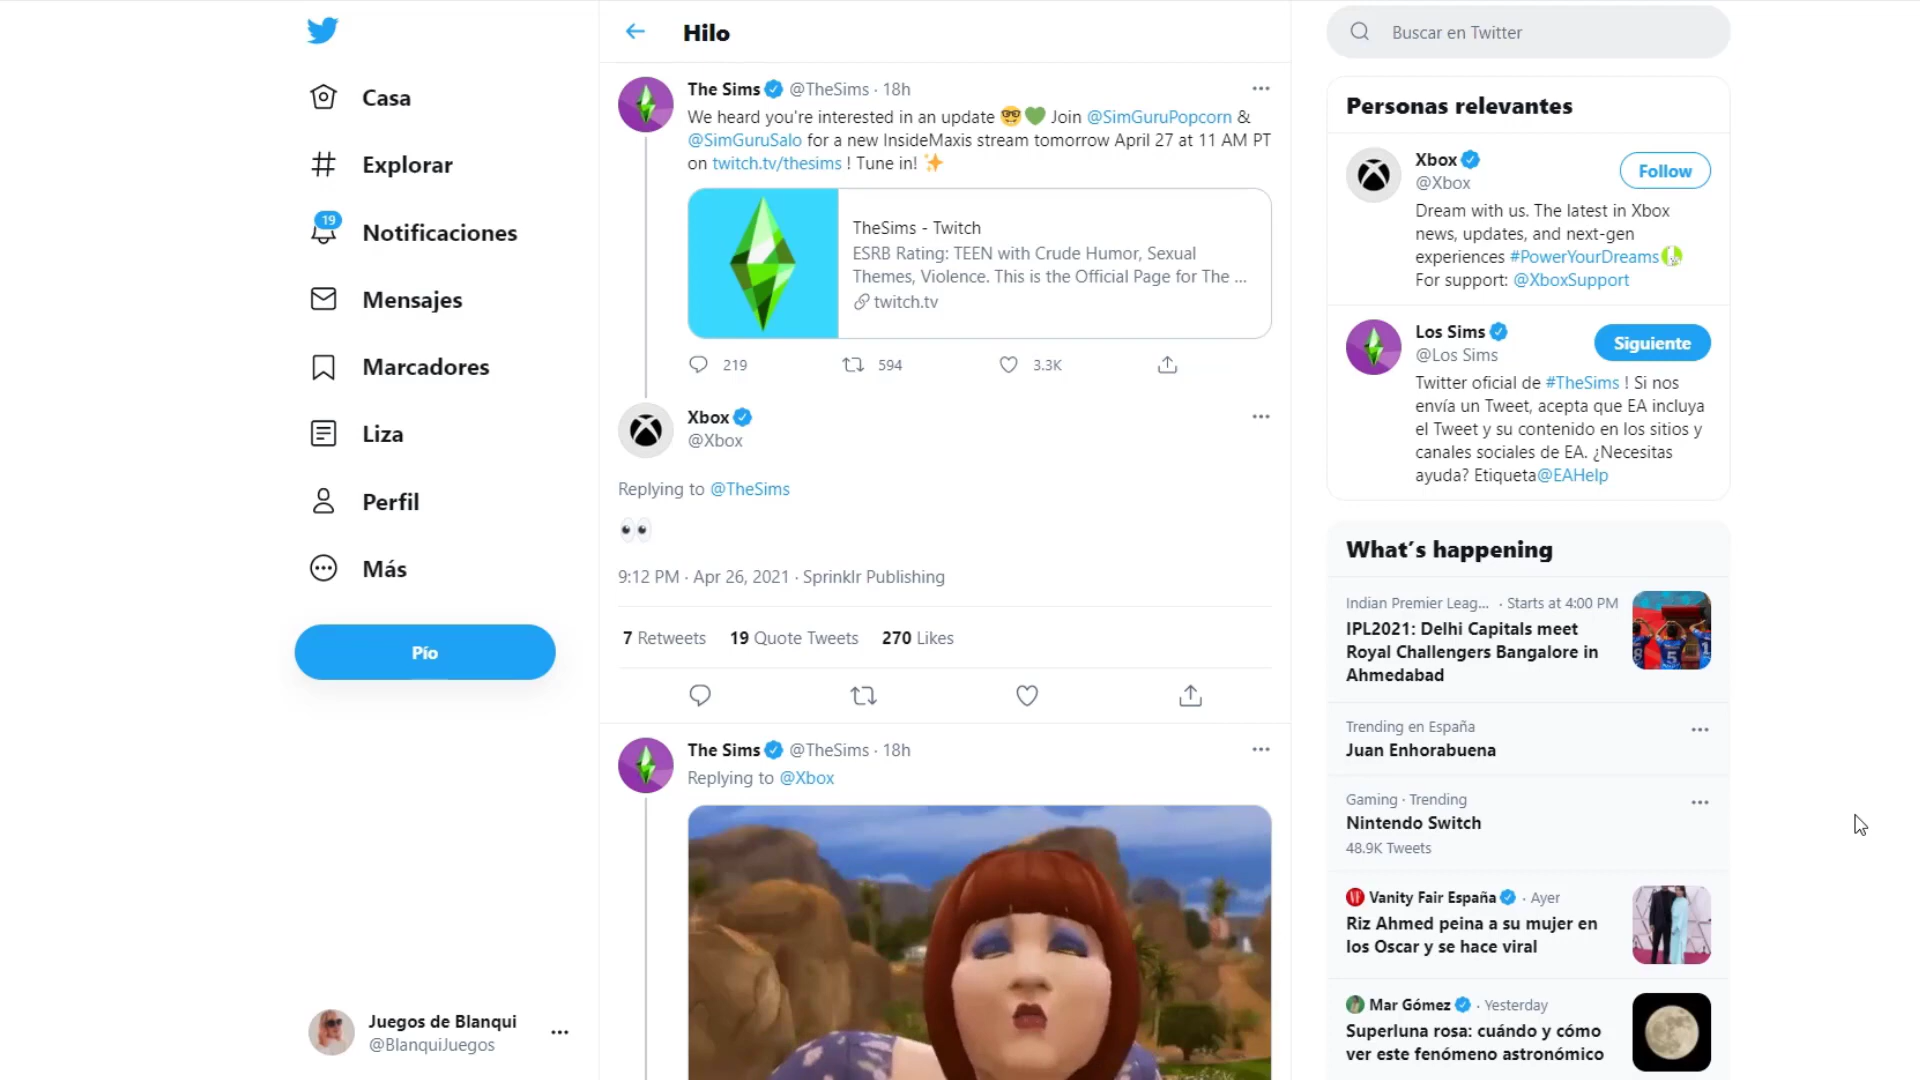 Casa
Explorar
19
Notificaciones
Mensajes
Marcadores
Liza
Perfil
Más
Pío
Juegos de Blanqui
@BlanquiJuegos
Hilo
The Sims @TheSims · 18h
We heard you're interested in an update 🤓💚 Join @SimGuruPopcorn &
@SimGuruSalo for a new InsideMaxis stream tomorrow April 27 at 11 AM PT
on twitch.tv/thesims ! Tune in! ✨
TheSims - Twitch
ESRB Rating: TEEN with Crude Humor, Sexual
Themes, Violence. This is the Official Page for The ...
twitch.tv
219 594 3.3K
Xbox
@Xbox
Replying to @TheSims
👀
9:12 PM · Apr 26, 2021 · Sprinklr Publishing
7 Retweets 19 Quote Tweets 270 Likes
The Sims @TheSims · 18h
Replying to @Xbox
Buscar en Twitter
Personas relevantes
Xbox
@Xbox
Follow
Dream with us. The latest in Xbox
news, updates, and next-gen
experiences #PowerYourDreams
For support: @XboxSupport
Los Sims
@Los Sims
Siguiente
Twitter oficial de #TheSims ! Si nos
envía un Tweet, acepta que EA incluya
el Tweet y su contenido en los sitios y
canales sociales de EA. ¿Necesitas
ayuda? Etiqueta@EAHelp
What´s happening
Indian Premier Leag... · Starts at 4:00 PM
IPL2021: Delhi Capitals meet
Royal Challengers Bangalore in
Ahmedabad
Trending en España
Juan Enhorabuena
Gaming · Trending
Nintendo Switch
48.9K Tweets
Vanity Fair España · Ayer
Riz Ahmed peina a su mujer en
los Oscar y se hace viral
Mar Gómez · Yesterday
Superluna rosa: cuándo y cómo
ver este fenómeno astronómico